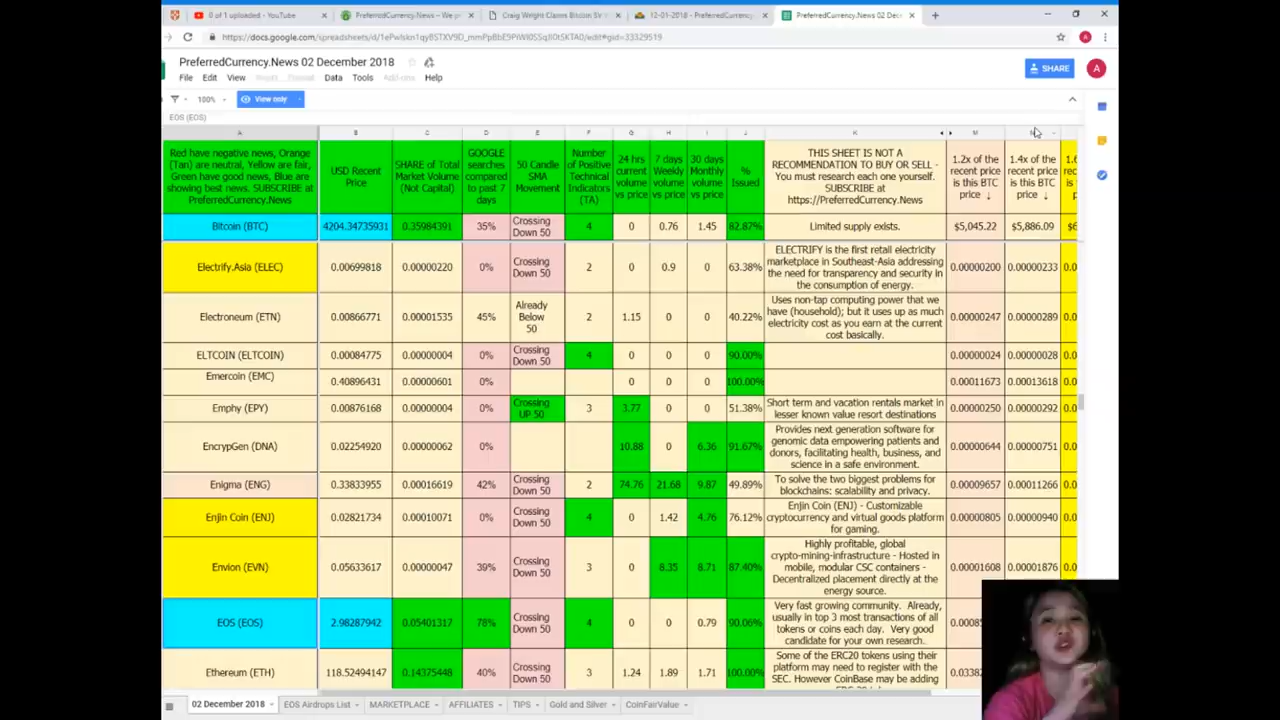 0 of 1 uploaded - YouTube
PreferredCurrency.News – We p
Craig Wright Claims Bitcoin SV
12-01-2018 - PreferredCurrency
PreferredCurrency.News 02 Dec
PreferredCurrency.News 02 December 2018
File Edit View Data Tools Add-ons Help
SHARE
A
100%
View only
EOS (EOS)
A B C D E F G H I J K M
Red have negative news, Orange
(Tan) are neutral, Yellow are fair,
Green have good news, Blue are
showing best news. SUBSCRIBE at
PreferredCurrency.News
USD Recent
Price
SHARE of Total
Market Volume
(Not Capital)
GOOGLE
searches
compared
to past 7
days
50 Candle
SMA
Movement
Number
of Positive
Technical
Indicators
(TA)
24 hrs
current
volume
vs price
7 days
Weekly
volume
vs price
30 days
Monthly
volume
vs price
%
Issued
THIS SHEET IS NOT A
RECOMMENDATION TO BUY OR SELL -
You must research each one yourself.
SUBSCRIBE at
https://PreferredCurrency.News
1.2x of the
recent price
is this BTC
price ↓
1.4x of the
recent price
is this BTC
price ↓
Bitcoin (BTC) 4204.34735931 0.35984391 35% Crossing Down 50 4 0 0.76 1.45 82.87% Limited supply exists. $5,045.22 $5,886.09
Electrify.Asia (ELEC) 0.00699818 0.00000220 0% Crossing Down 50 2 0 0.9 0 63.38%
ELECTRIFY is the first retail electricity
marketplace in Southeast-Asia addressing
the need for transparency and security in
the consumption of energy.
0.00000200 0.00000233
Electroneum (ETN) 0.00866771 0.00001535 45% Already Below 50 2 1.15 0 0 40.22%
Uses non-tap computing power that we
have (household); but it uses up as much
electricity cost as you earn at the current
cost basically.
0.00000247 0.00000289
ELTCOIN (ELTCOIN) 0.00084775 0.00000004 0% Crossing Down 50 4 0 0 0 90.00% 0.00000024 0.00000028
Emercoin (EMC) 0.40896431 0.00000601 0% 0 0 0 100.00% 0.00011673 0.00013618
Emphy (EPY) 0.00876168 0.00000004 0% Crossing UP 50 3 3.77 0 0 51.38%
Short term and vacation rentals market in
lesser known value resort destinations
0.00000250 0.00000292
EncrypGen (DNA) 0.02254920 0.00000062 0% 10.88 0 6.36 91.67%
Provides next generation software for
genomic data empowering patients and
donors, facilitating health, business, and
science in a safe environment.
0.00000644 0.00000751
Enigma (ENG) 0.33833955 0.00016619 42% Crossing Down 50 2 74.76 21.68 9.87 49.89%
To solve the two biggest problems for
blockchains: scalability and privacy.
0.00009657 0.00011266
Enjin Coin (ENJ) 0.02821734 0.00010071 0% Crossing Down 50 4 0 1.42 4.76 76.12%
Enjin Coin (ENJ) - Customizable
cryptocurrency and virtual goods platform
for gaming.
0.00000805 0.00000940
Envion (EVN) 0.05633617 0.00000047 39% Crossing Down 50 3 0 8.35 8.71 87.40%
Highly profitable, global
crypto-mining-infrastructure - Hosted in
mobile, modular CSC containers -
Decentralized placement directly at the
energy source.
0.00001608 0.00001876
EOS (EOS) 2.98287942 0.05401317 78% Crossing Down 50 4 0 0 0.79 90.06%
Very fast growing community. Already,
usually in top 3 most transactions of all
tokens or coins each day. Very good
candidate for your own research.
Ethereum (ETH) 118.52494147 0.14375448 40% Crossing Down 50 3 1.24 1.89 1.71 100.00%
Some of the ERC20 tokens using their
platform may need to register with the
SEC. However CoinBase may be adding
02 December 2018 EOS Airdrops List MARKETPLACE AFFILIATES TIPS Gold and Silver CoinFairValue